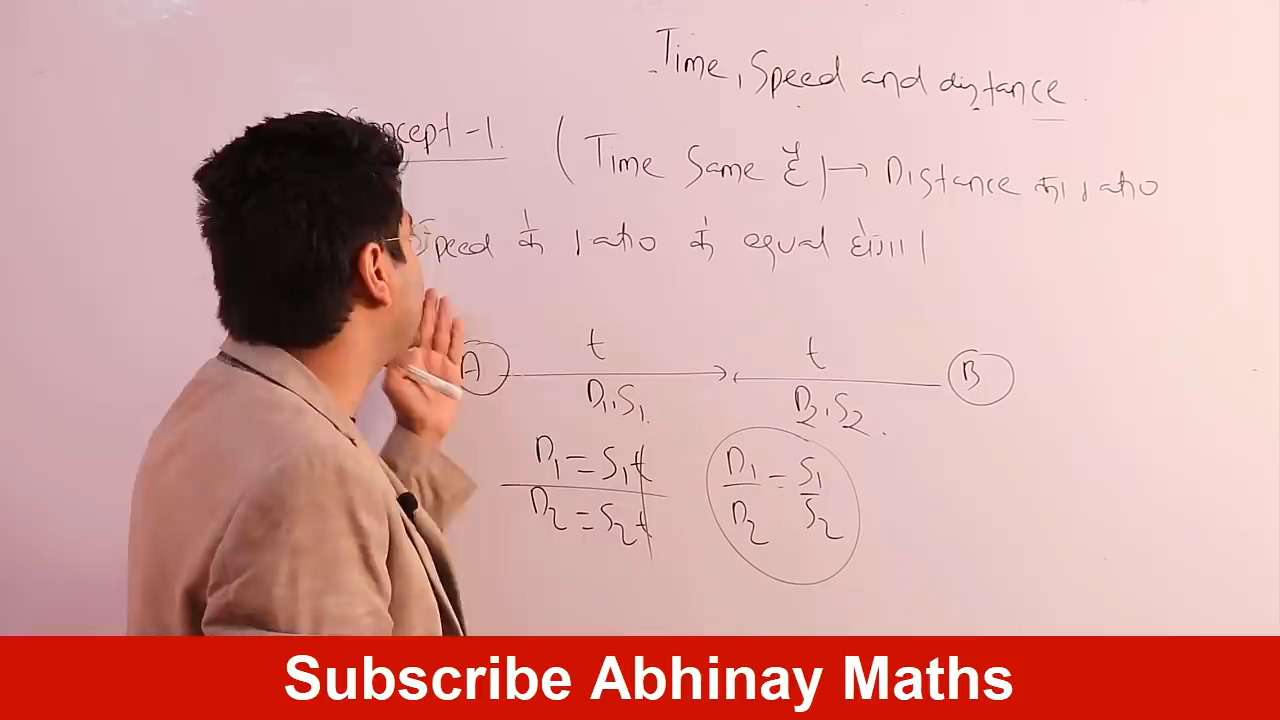 Time, Speed and distance.
Concept-1. (Time Same है) → Distance का ratio
Speed के ratio के equal होगा।
t t
A B
D₁, S₁. D₂, S₂.
D₁ = S₁t
D₂ = S₂t
D₁/D₂ = S₁/S₂
Subscribe Abhinay Maths